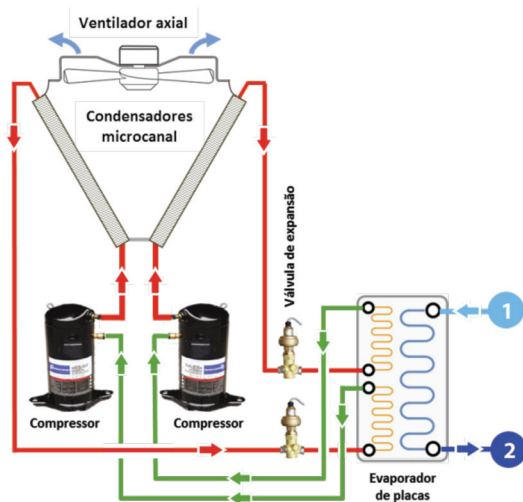 Ventilador axial
Condensadores
microcanal
Válvula de expansão
1
Compressor
Compressor
2
Evaporador
de placas